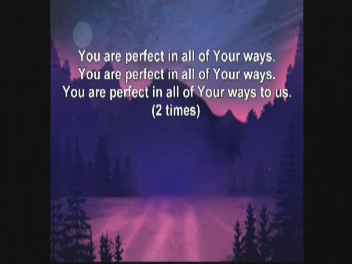 You are perfect in all of Your ways.
You are perfect in all of Your ways.
You are perfect in all of Your ways to us.
(2 times)